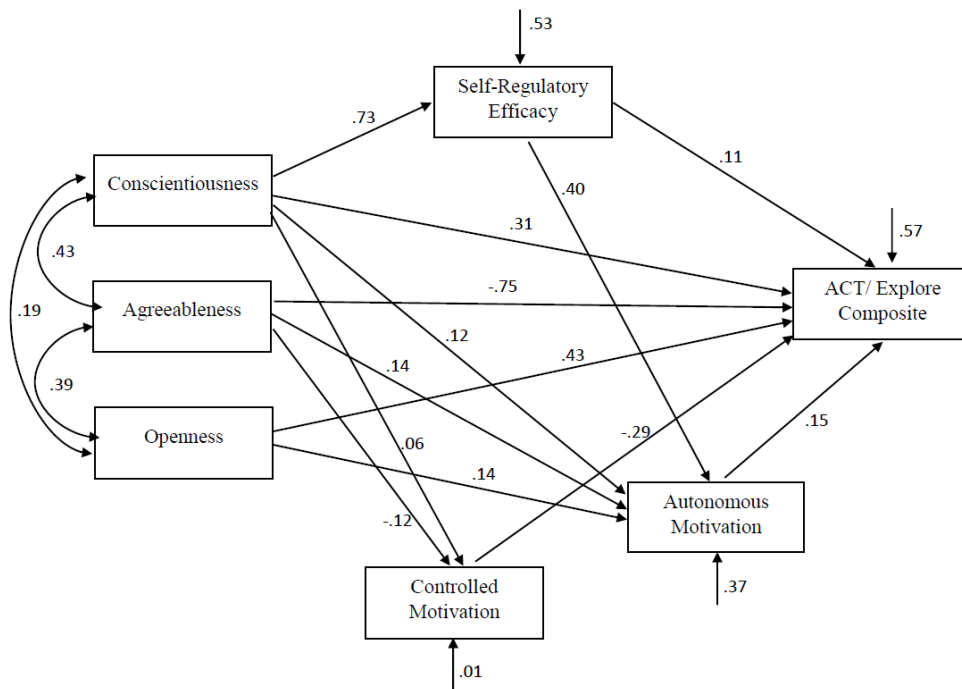 .53
Self-Regulatory
Efficacy
.73
.11
Conscientiousness
.40
.31
.57
.43
ACT/ Explore
Composite
-.75
Agreeableness
.19
.12
.14
.43
.39
Openness
.06
-.29
.15
.14
Autonomous
Motivation
-.12
Controlled
Motivation
.37
.01